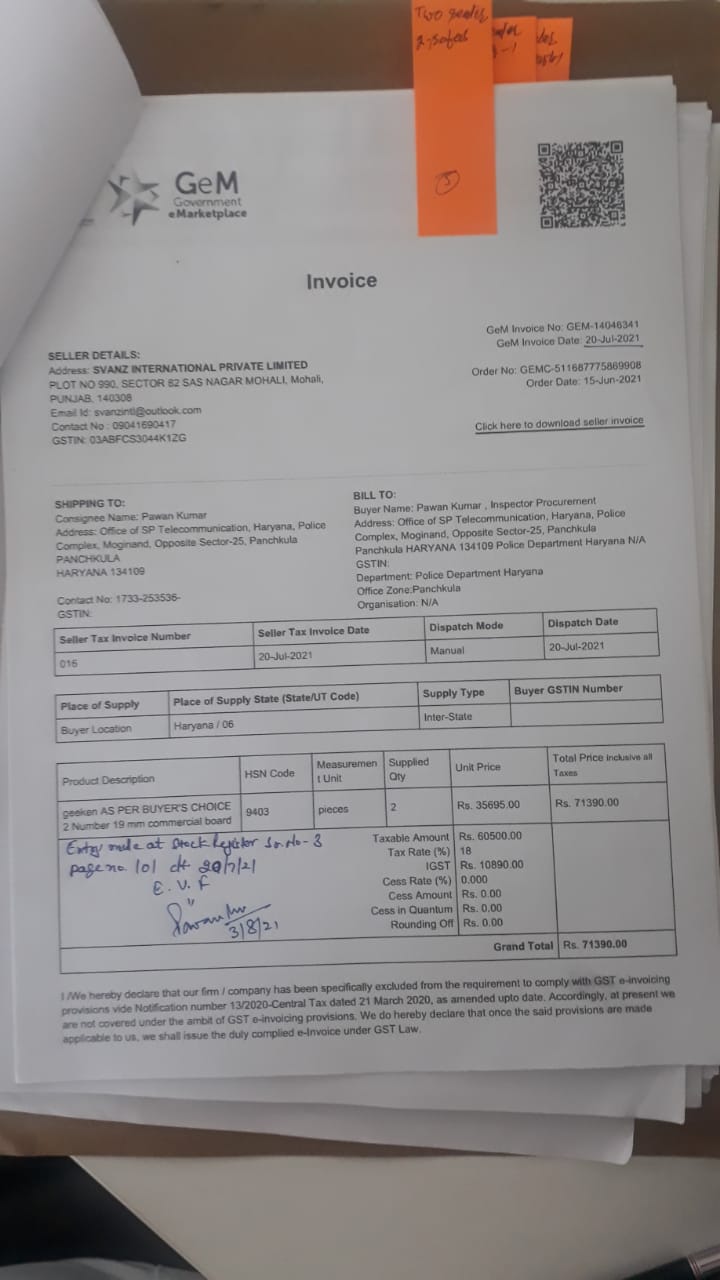 Two seater
2-sofas
5
GeM
Government
eMarketplace
Invoice
GeM Invoice No: GEM-14046341
GeM Invoice Date: 20-Jul-2021
Order No: GEMC-511687775869908
Order Date: 15-Jun-2021
Click here to download seller invoice
SELLER DETAILS:
Address: SVANZ INTERNATIONAL PRIVATE LIMITED
PLOT NO 990, SECTOR 82 SAS NAGAR MOHALI, Mohali,
PUNJAB, 140308
Email Id: svanzintl@outlook.com
Contact No : 09041690417
GSTIN: 03ABFCS3044K1ZG
SHIPPING TO:
Consignee Name: Pawan Kumar
Address: Office of SP Telecommunication, Haryana, Police
Complex, Moginand, Opposite Sector-25, Panchkula
PANCHKULA
HARYANA 134109
Contact No: 1733-253536-
GSTIN:
BILL TO:
Buyer Name: Pawan Kumar , Inspector Procurement
Address: Office of SP Telecommunication, Haryana, Police
Complex, Moginand, Opposite Sector-25, Panchkula
Panchkula HARYANA 134109 Police Department Haryana N/A
GSTIN:
Department: Police Department Haryana
Office Zone:Panchkula
Organisation: N/A
Seller Tax Invoice Number Seller Tax Invoice Date Dispatch Mode Dispatch Date
016 20-Jul-2021 Manual 20-Jul-2021
Place of Supply Place of Supply State (State/UT Code) Supply Type Buyer GSTIN Number
Buyer Location Haryana / 06 Inter-State
Product Description HSN Code Measuremen
t Unit Supplied
Qty Unit Price Total Price Inclusive all
Taxes
geeken AS PER BUYER'S CHOICE
2 Number 19 mm commercial board 9403 pieces 2 Rs. 35695.00 Rs. 71390.00
Entry made at Stock Register Sr. No- 3
page no. 101 dt 20/7/21
E. V. F
3/8/21
Taxable Amount Rs. 60500.00
Tax Rate (%) 18
IGST Rs. 10890.00
Cess Rate (%) 0.000
Cess Amount Rs. 0.00
Cess in Quantum Rs. 0.00
Rounding Off Rs. 0.00
Grand Total Rs. 71390.00
I /We hereby declare that our firm / company has been specifically excluded from the requirement to comply with GST e-invoicing
provisions vide Notification number 13/2020-Central Tax dated 21 March 2020, as amended upto date. Accordingly, at present we
are not covered under the ambit of GST e-invoicing provisions. We do hereby declare that once the said provisions are made
applicable to us, we shall issue the duly complied e-Invoice under GST Law.